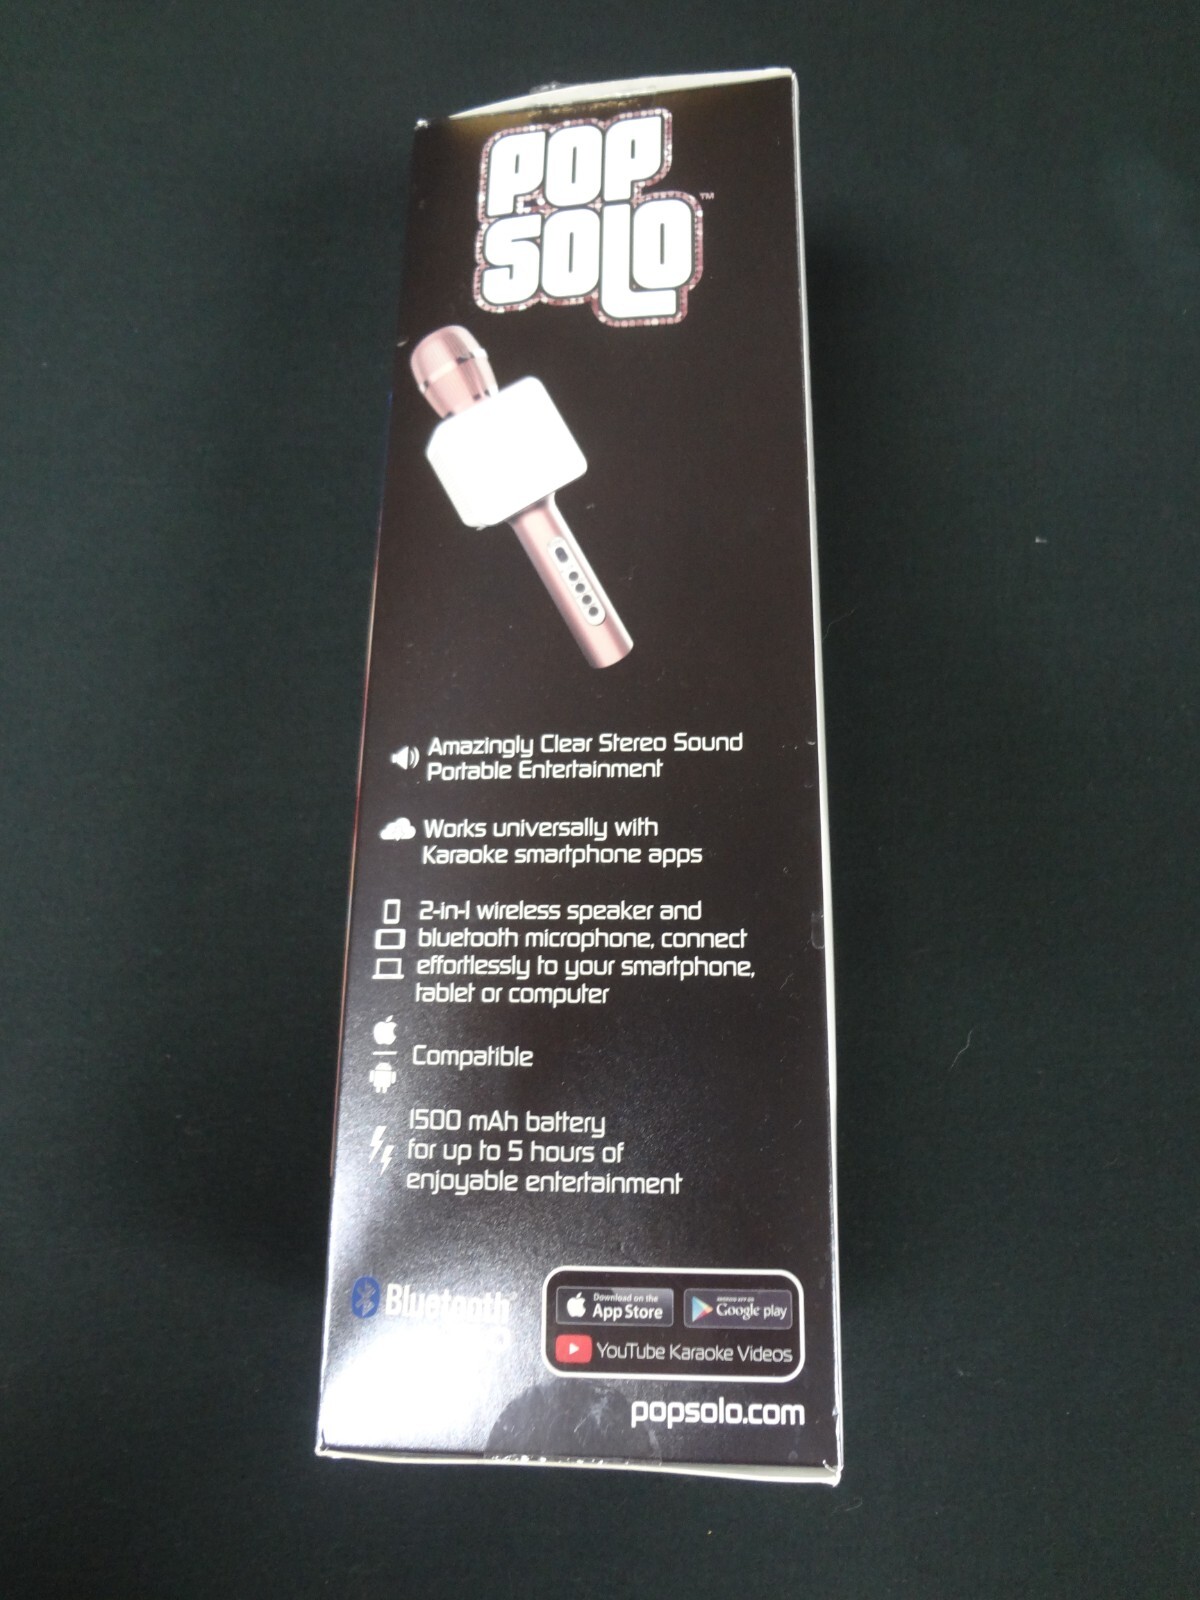 POP
SOLO™
Amazingly Clear Stereo Sound
Portable Entertainment
Works universally with
Karaoke smartphone apps
2-in-1 wireless speaker and
bluetooth microphone, connect
effortlessly to your smartphone,
tablet or computer
Compatible
1500 mAh battery
for up to 5 hours of
enjoyable entertainment
Bluetooth
Download on the
App Store
Google play
YouTube Karaoke Videos
popsolo.com